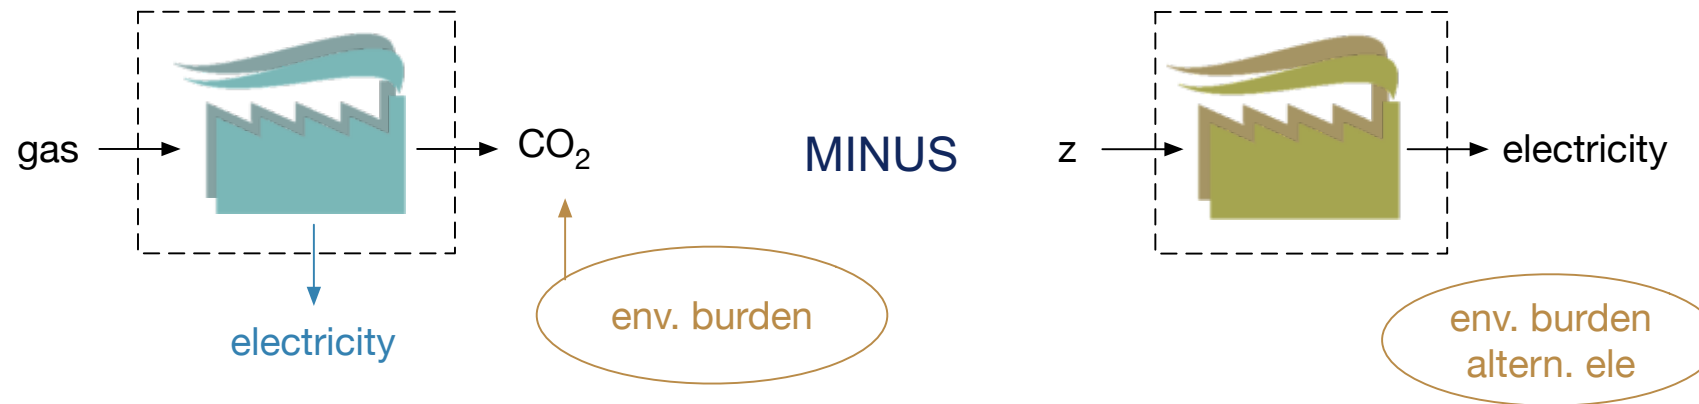 gas
CO₂
MINUS
z
electricity
electricity
env. burden
env. burden
altern. ele